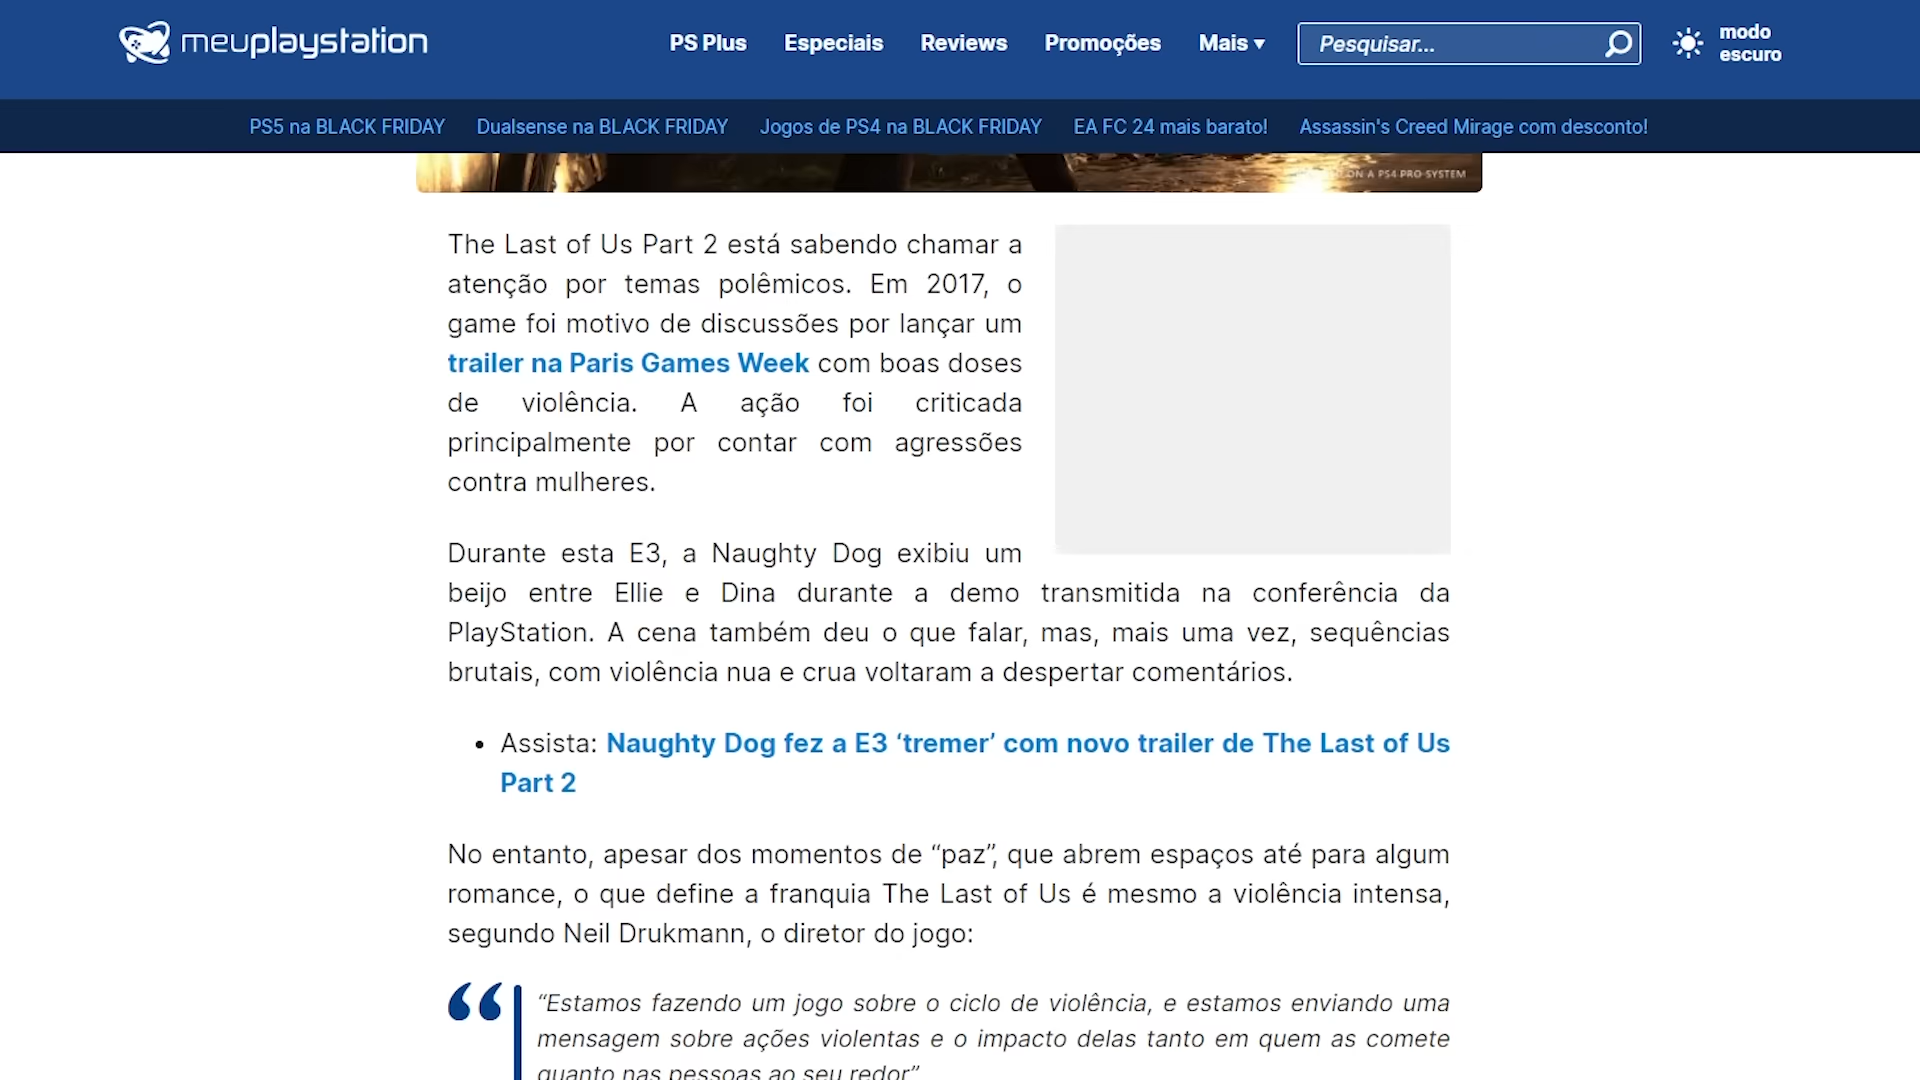 meuplaystation
PS Plus Especiais Reviews Promoções Mais ▾ Pesquisar... modo escuro
PS5 na BLACK FRIDAY Dualsense na BLACK FRIDAY Jogos de PS4 na BLACK FRIDAY EA FC 24 mais barato! Assassin's Creed Mirage com desconto!
ON A PS4 PRO SYSTEM
The Last of Us Part 2 está sabendo chamar a
atenção por temas polêmicos. Em 2017, o
game foi motivo de discussões por lançar um
trailer na Paris Games Week com boas doses
de violência. A ação foi criticada
principalmente por contar com agressões
contra mulheres.
Durante esta E3, a Naughty Dog exibiu um
beijo entre Ellie e Dina durante a demo transmitida na conferência da
PlayStation. A cena também deu o que falar, mas, mais uma vez, sequências
brutais, com violência nua e crua voltaram a despertar comentários.
• Assista: Naughty Dog fez a E3 ‘tremer’ com novo trailer de The Last of Us
Part 2
No entanto, apesar dos momentos de “paz”, que abrem espaços até para algum
romance, o que define a franquia The Last of Us é mesmo a violência intensa,
segundo Neil Drukmann, o diretor do jogo:
“Estamos fazendo um jogo sobre o ciclo de violência, e estamos enviando uma
mensagem sobre ações violentas e o impacto delas tanto em quem as comete
quanto nas pessoas ao seu redor”